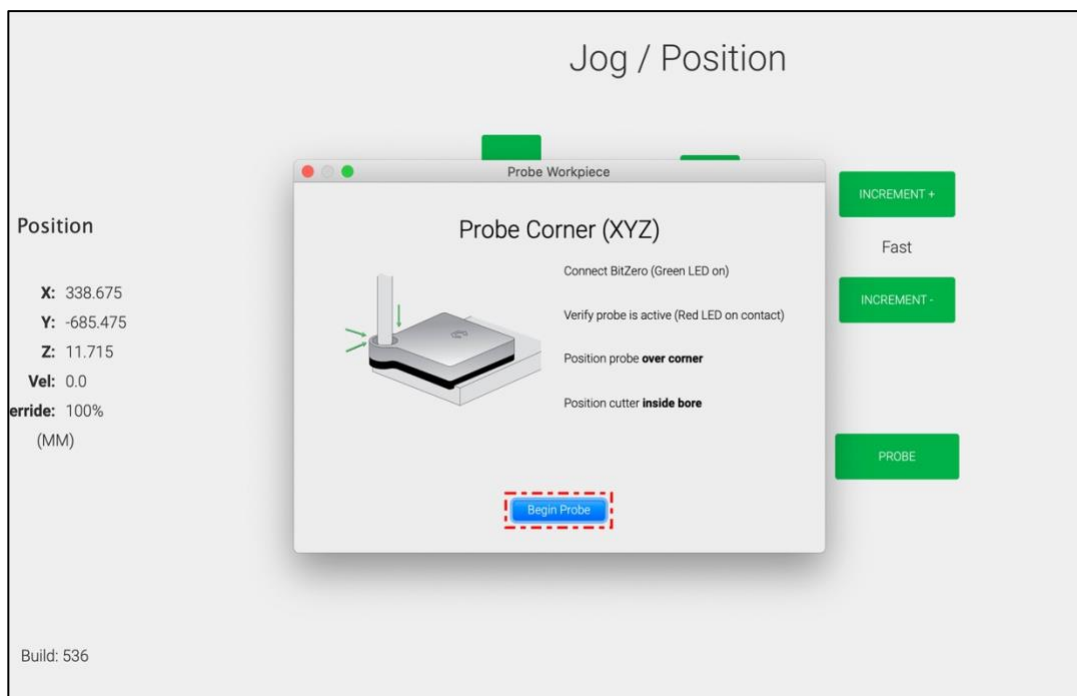 Jog / Position
Probe Workpiece
INCREMENT +
Position
Probe Corner (XYZ)
Fast
Connect BitZero (Green LED on)
X: 338.675
INCREMENT -
Verify probe is active (Red LED on contact)
Y: -685.475
Z: 11.715
Position probe over corner
Vel: 0.0
Position cutter inside bore
erride: 100%
(MM)
PROBE
Begin Probe
Build: 536